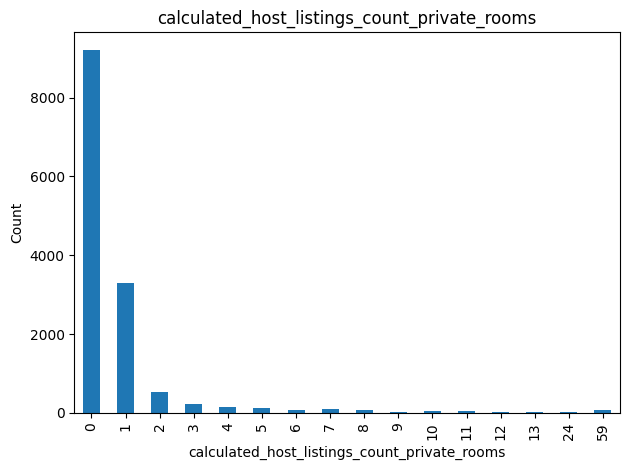 calculated_host_listings_count_private_rooms
8000
6000
4000
2000
0
Count
0 1 2 3 4 5 6 7 8 9 10 11 12 13 24 59
calculated_host_listings_count_private_rooms